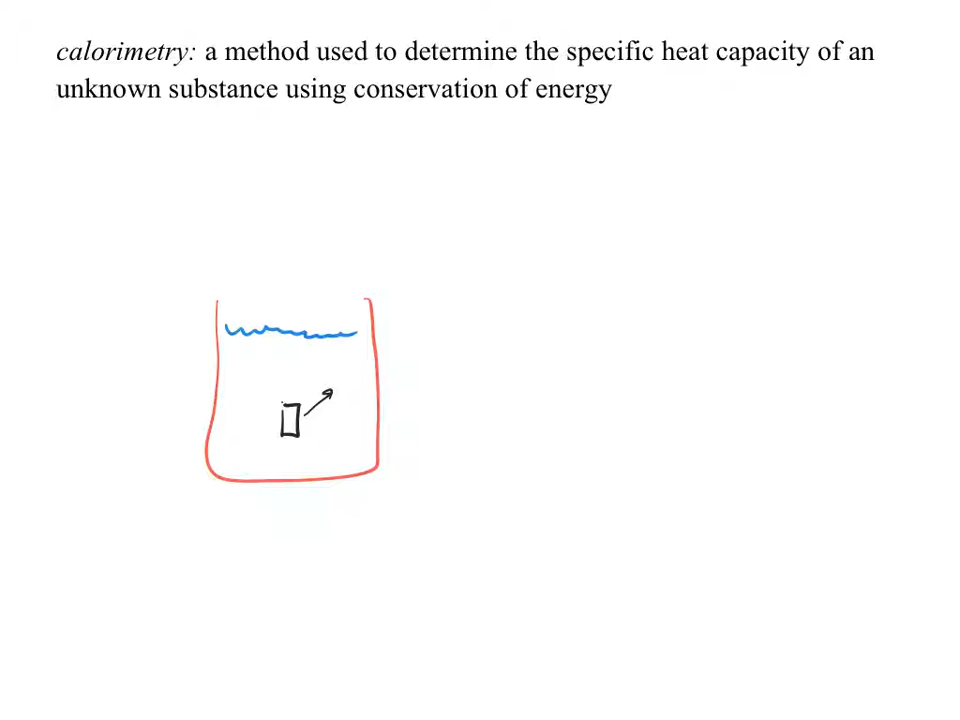 calorimetry: a method used to determine the specific heat capacity of an
unknown substance using conservation of energy